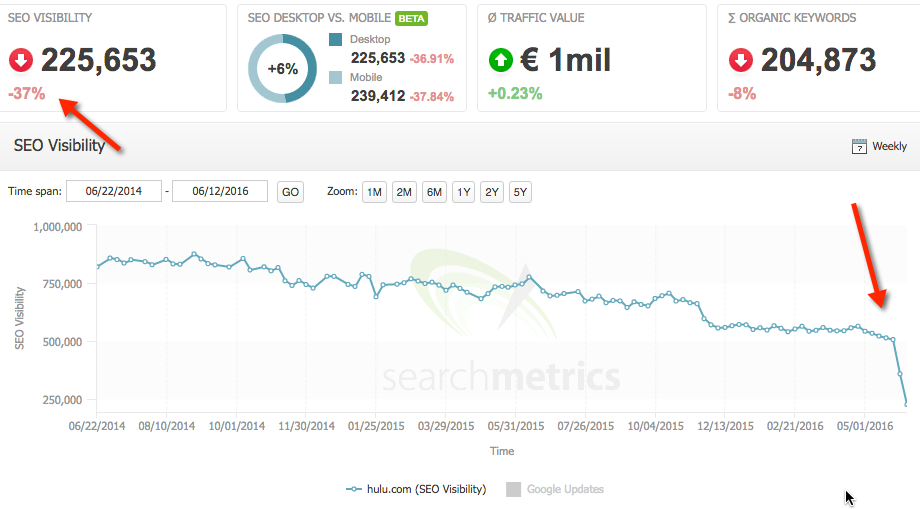 SEO VISIBILITY
225,653
-37%
SEO DESKTOP VS. MOBILE BETA
+6%
Desktop
225,653 -36.91%
Mobile
239,412 -37.84%
Ø TRAFFIC VALUE
€ 1mil
+0.23%
Σ ORGANIC KEYWORDS
204,873
-8%
SEO Visibility
7 Weekly
Time span: 06/22/2014 - 06/12/2016 GO Zoom: 1M 2M 6M 1Y 2Y 5Y
1,000,000
750,000
500,000
250,000
SEO Visibility
searchmetrics
06/22/2014 08/10/2014 10/01/2014 11/30/2014 01/25/2015 03/29/2015 05/31/2015 07/26/2015 10/04/2015 12/13/2015 02/21/2016 05/01/2016
Time
hulu.com (SEO Visibility) Google Updates